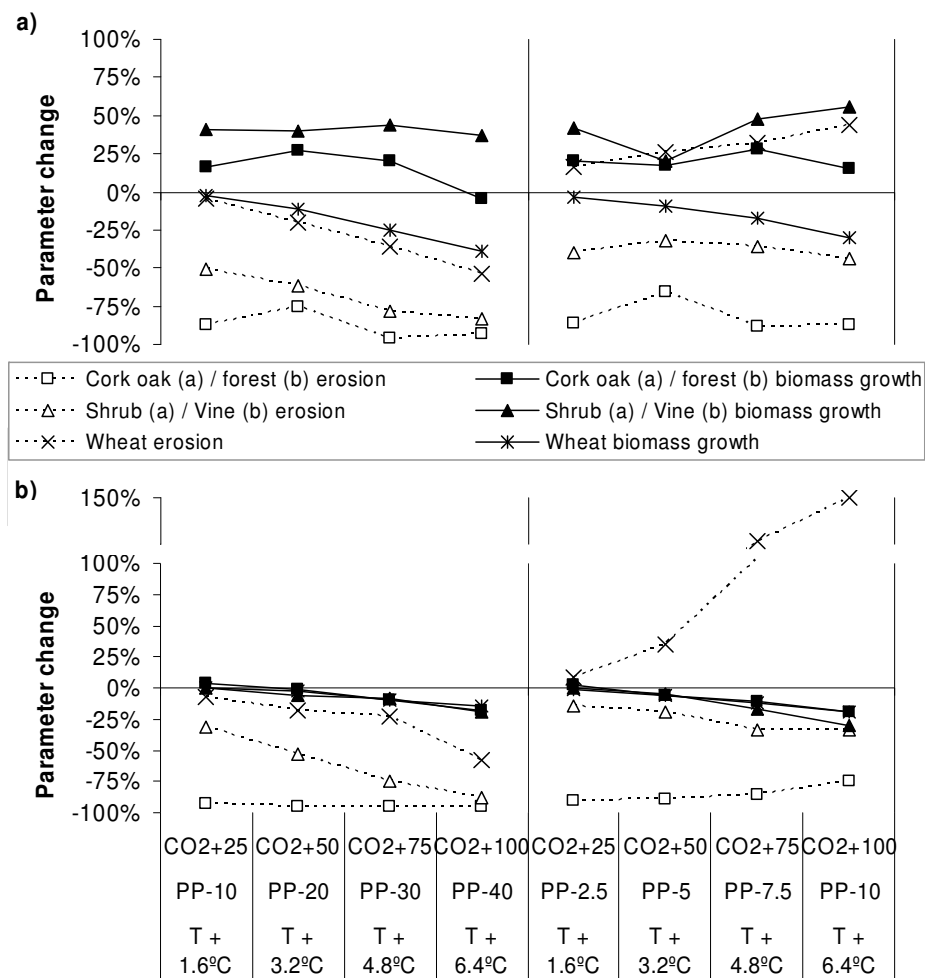 a)
Parameter change
100%
75%
50%
25%
0%
-25%
-50%
-75%
-100%
Cork oak (a) / forest (b) erosion
Cork oak (a) / forest (b) biomass growth
Shrub (a) / Vine (b) erosion
Shrub (a) / Vine (b) biomass growth
Wheat erosion
Wheat biomass growth
b)
Parameter change
150%
100%
75%
50%
25%
0%
-25%
-50%
-75%
-100%
CO2+25 CO2+50 CO2+75 CO2+100 CO2+25 CO2+50 CO2+75 CO2+100
PP-10 PP-20 PP-30 PP-40 PP-2.5 PP-5 PP-7.5 PP-10
T + T + T + T + T + T + T + T +
1.6ºC 3.2ºC 4.8ºC 6.4ºC 1.6ºC 3.2ºC 4.8ºC 6.4ºC